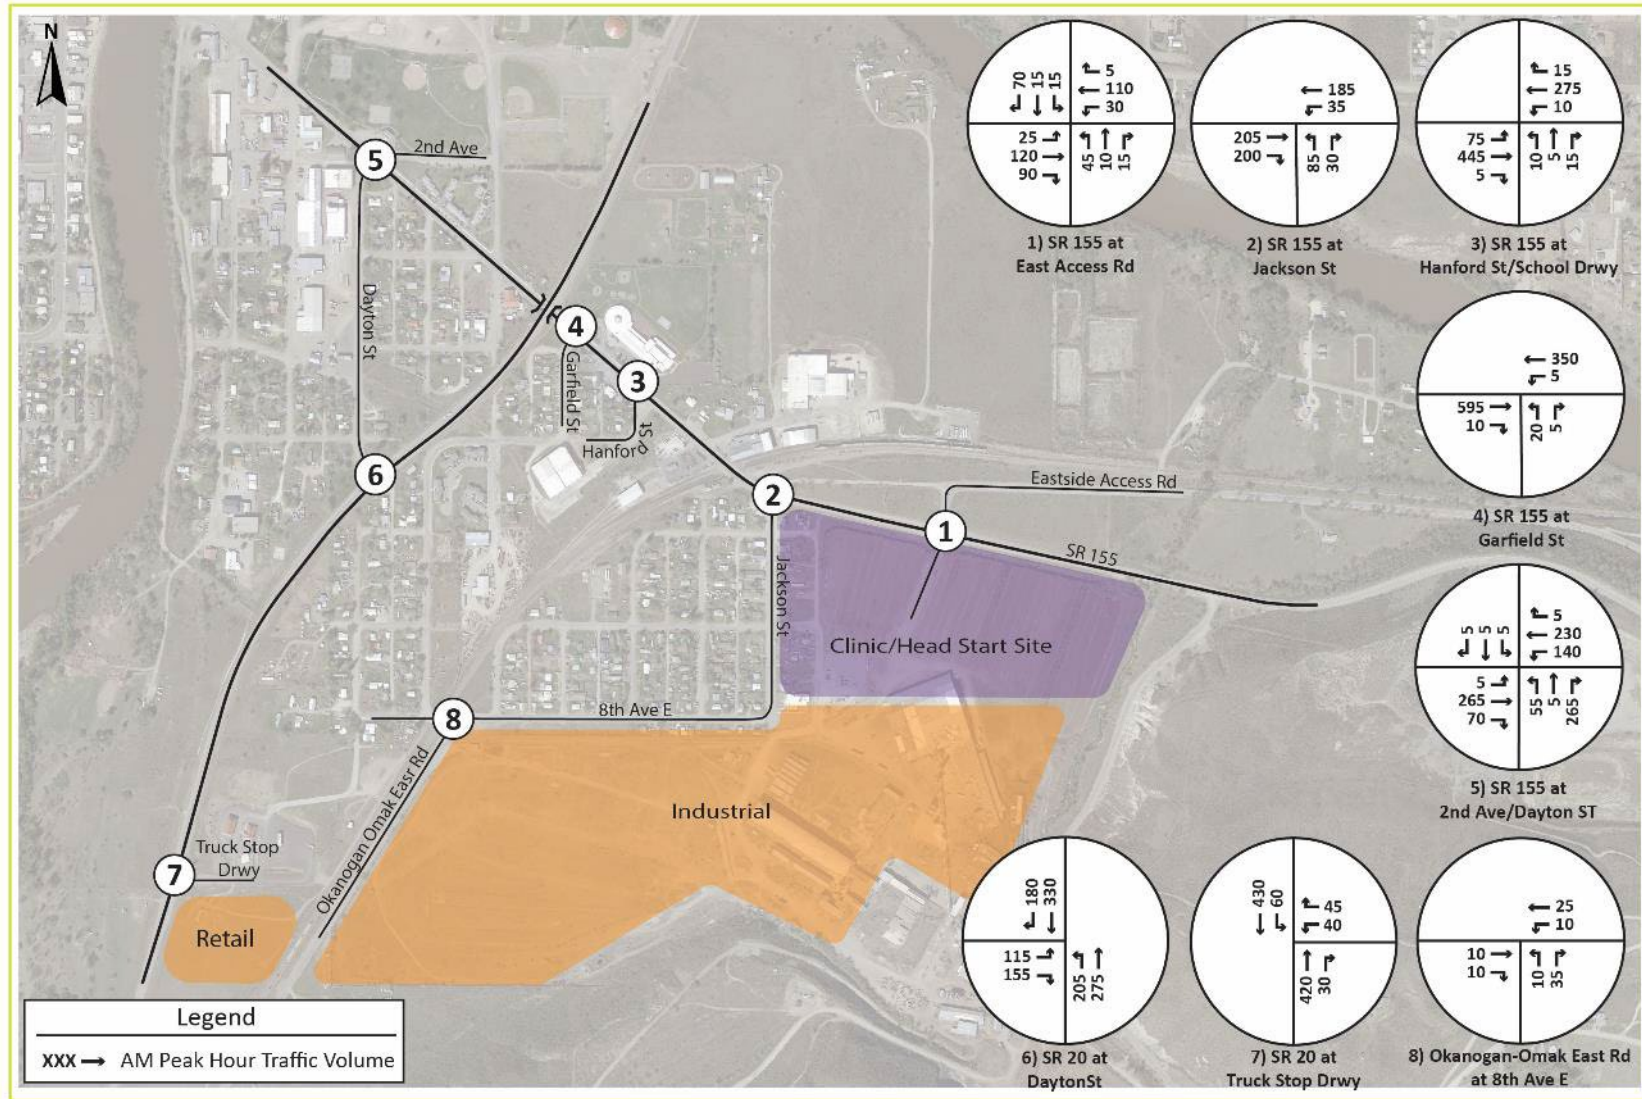 N
5
2nd Ave
Dayton St
4
Garfield St
3
Hanford St
6
2
Eastside Access Rd
1
SR 155
Jackson St
Clinic/Head Start Site
8
8th Ave E
Okanogan Omak Easr Rd
Industrial
Truck Stop
Drwy
7
Retail
Legend
XXX → AM Peak Hour Traffic Volume
70 15 15
5
110
30
25
120
90
45 10 15
1) SR 155 at
East Access Rd
185
35
205
200
85 30
2) SR 155 at
Jackson St
15
275
10
75
445
5
10 5 15
3) SR 155 at
Hanford St/School Drwy
350
5
595
10
20 5
4) SR 155 at
Garfield St
5 5 5
5
230
140
5
265
70
55 5 265
5) SR 155 at
2nd Ave/Dayton ST
180 330
115
155
205 275
6) SR 20 at
DaytonSt
430 60
45
40
420 30
7) SR 20 at
Truck Stop Drwy
25
10
10
10
10 35
8) Okanogan-Omak East Rd
at 8th Ave E